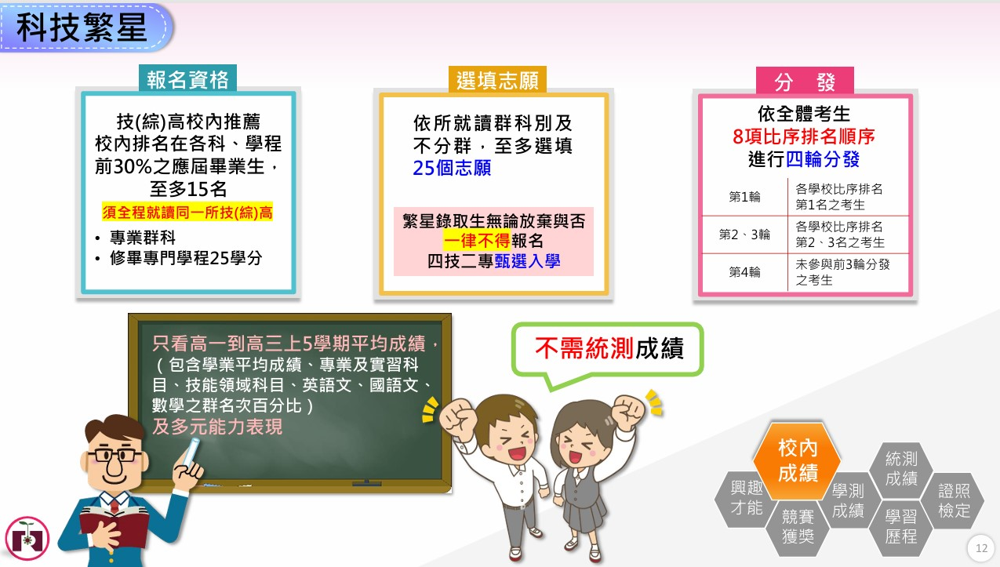 科技繁星
報名資格
技(綜)高校內推薦
校內排名在各科、學程
前30%之應屆畢業生，
至多15名
須全程就讀同一所技(綜)高
• 專業群科
• 修畢專門學程25學分
選填志願
依所就讀群科別及
不分群，至多選填
25個志願
繁星錄取生無論放棄與否
一律不得報名
四技二專甄選入學
分　發
依全體考生
8項比序排名順序
進行四輪分發
第1輪
各學校比序排名
第1名之考生
第2、3輪
各學校比序排名
第2、3名之考生
第4輪
未參與前3輪分發
之考生
只看高一到高三上5學期平均成績，
（包含學業平均成績、專業及實習科
目、技能領域科目、英語文、國語文、
數學之群名次百分比）
及多元能力表現
不需統測成績
興趣
才能
校內
成績
競賽
獲獎
學測
成績
統測
成績
學習
歷程
證照
檢定
12